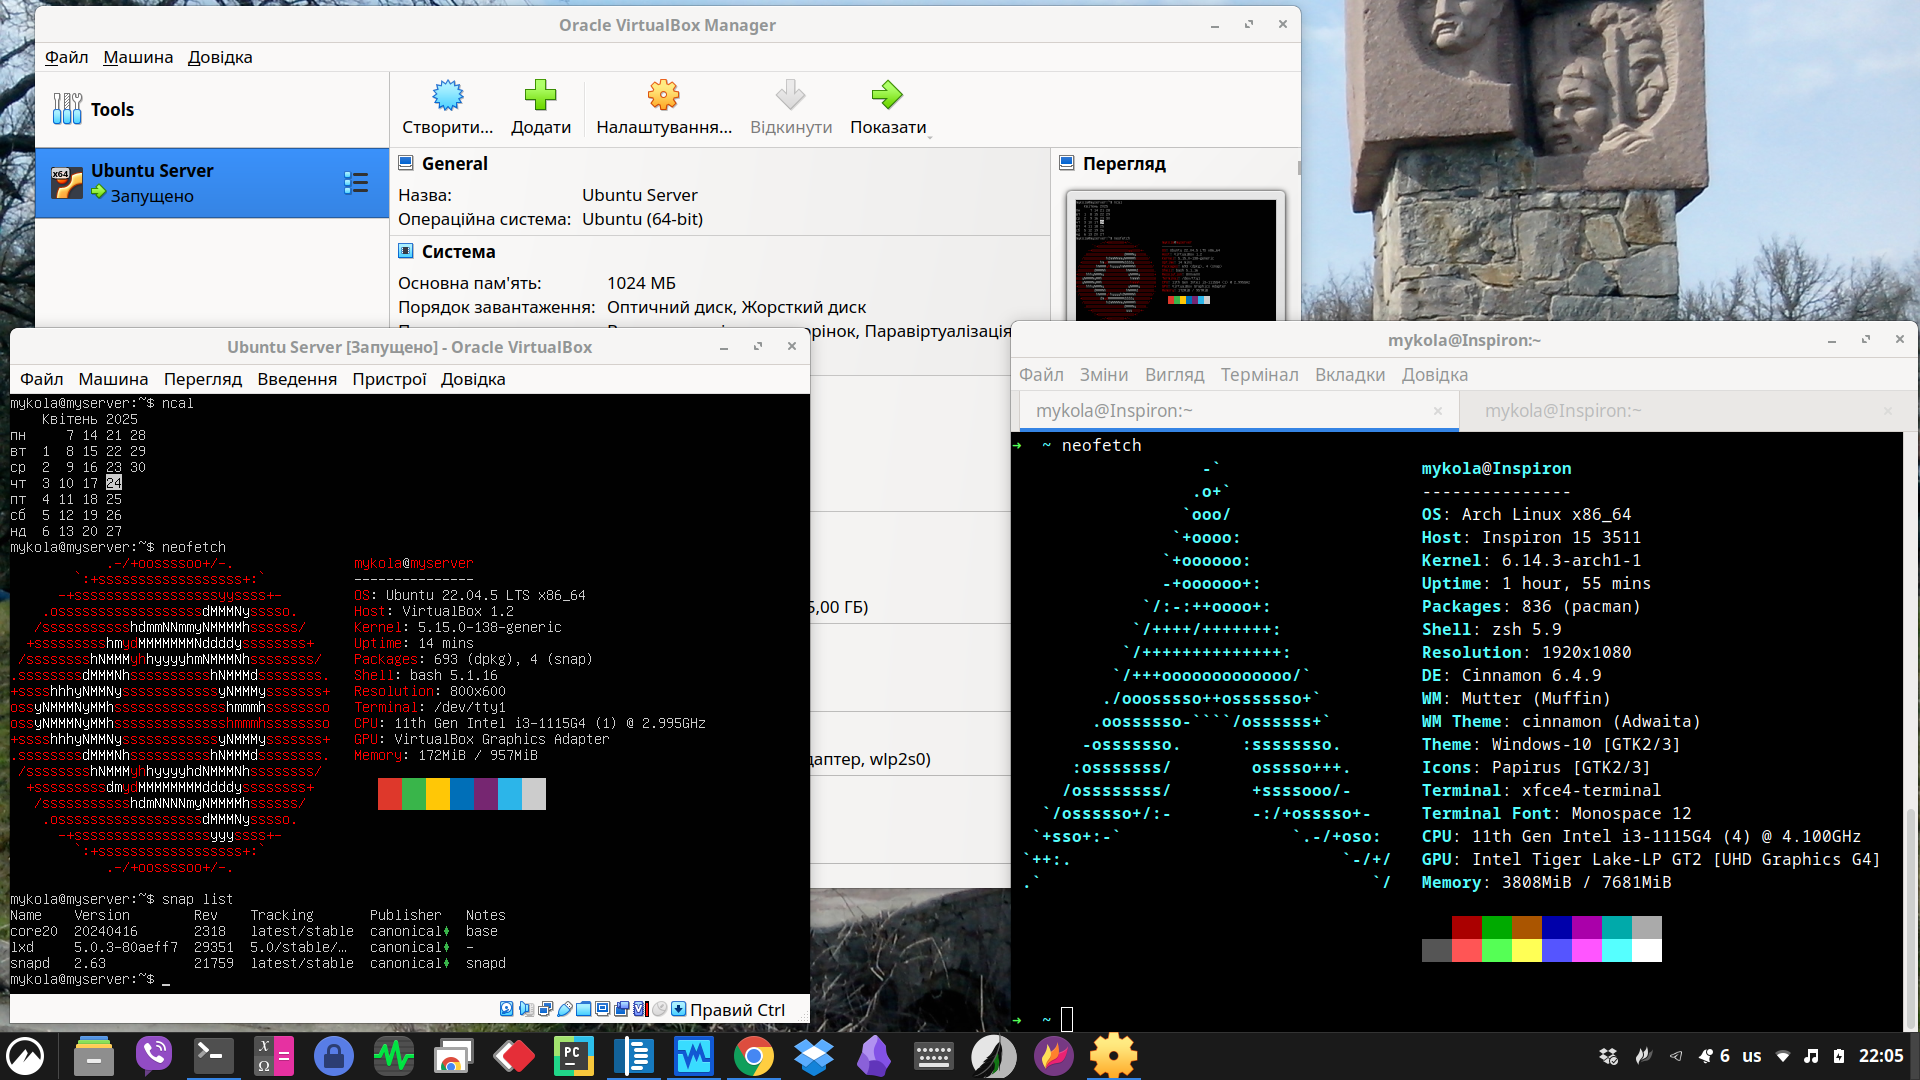 Oracle VirtualBox Manager
Файл Машина Довідка
Tools
Створити... Додати Налаштування... Відкинути Показати
Ubuntu Server
Запущено
General
Назва: Ubuntu Server
Операційна система: Ubuntu (64-bit)
Система
Основна пам'ять: 1024 МБ
Порядок завантаження: Оптичний диск, Жорсткий диск
Паравіртуалізація
Перегляд
Ubuntu Server [Запущено] - Oracle VirtualBox
Файл Машина Перегляд Введення Пристрої Довідка
mykola@myserver:~$ ncal
Квітень 2025
пн 7 14 21 28
вт 1 8 15 22 29
ср 2 9 16 23 30
чт 3 10 17 24
пт 4 11 18 25
сб 5 12 19 26
нд 6 13 20 27
mykola@myserver:~$ neofetch
mykola@myserver
---------------
OS: Ubuntu 22.04.5 LTS x86_64
Host: VirtualBox 1.2
Kernel: 5.15.0-138-generic
Uptime: 14 mins
Packages: 693 (dpkg), 4 (snap)
Shell: bash 5.1.16
Resolution: 800x600
Terminal: /dev/tty1
CPU: 11th Gen Intel i3-1115G4 (1) @ 2.995GHz
GPU: VirtualBox Graphics Adapter
Memory: 172MiB / 957MiB
mykola@myserver:~$ snap list
Name Version Rev Tracking Publisher Notes
core20 20240416 2318 latest/stable canonical♦ base
lxd 5.0.3-80aeff7 29351 5.0/stable/… canonical♦ -
snapd 2.63 21759 latest/stable canonical♦ snapd
mykola@myserver:~$ _
Правий Ctrl
5,00 ГБ)
даптер, wlp2s0)
mykola@Inspiron:~
Файл Зміни Вигляд Термінал Вкладки Довідка
mykola@Inspiron:~ mykola@Inspiron:~
➜ ~ neofetch
mykola@Inspiron
---------------
OS: Arch Linux x86_64
Host: Inspiron 15 3511
Kernel: 6.14.3-arch1-1
Uptime: 1 hour, 55 mins
Packages: 836 (pacman)
Shell: zsh 5.9
Resolution: 1920x1080
DE: Cinnamon 6.4.9
WM: Mutter (Muffin)
WM Theme: cinnamon (Adwaita)
Theme: Windows-10 [GTK2/3]
Icons: Papirus [GTK2/3]
Terminal: xfce4-terminal
Terminal Font: Monospace 12
CPU: 11th Gen Intel i3-1115G4 (4) @ 4.100GHz
GPU: Intel Tiger Lake-LP GT2 [UHD Graphics G4]
Memory: 3808MiB / 7681MiB
➜ ~
6 us 22:05